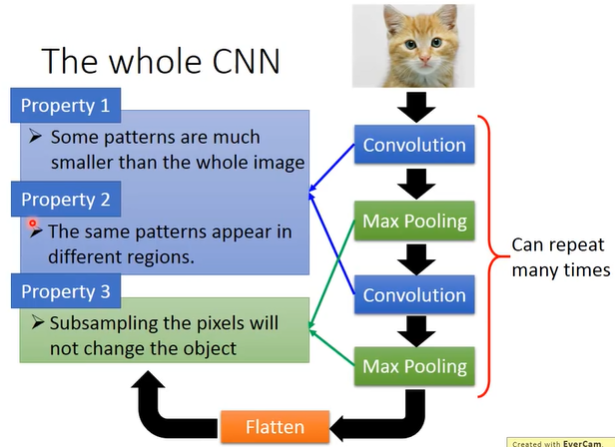 The whole CNN
Property 1
➤ Some patterns are much
smaller than the whole image
Property 2
➤ The same patterns appear in
different regions.
Property 3
➤ Subsampling the pixels will
not change the object
Convolution
Max Pooling
Convolution
Max Pooling
Can repeat
many times
Flatten
Created with EverCam.